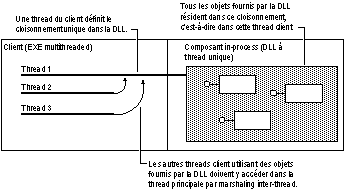 Une thread du client définit le
cloisonnement unique dans la DLL.
Tous les objets fournis par la DLL
résident dans ce cloisonnement,
c'est-à-dire dans cette thread client.
Client (EXE multithreaded)
Composant in-process (DLL à
thread unique)
Thread 1
Thread 2
Thread 3
Les autres threads client utilisant des objets
fournis par la DLL doivent y accéder dans la
thread principale par marshaling inter-thread.